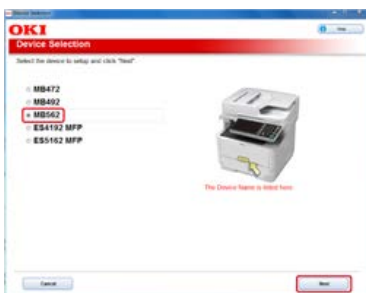 Device Selection
OKI
Help
Device Selection
Select the device to setup and click "Next".
MB472
MB492
MB562
ES4192 MFP
ES5162 MFP
The Device Name is listed here
Cancel
Next